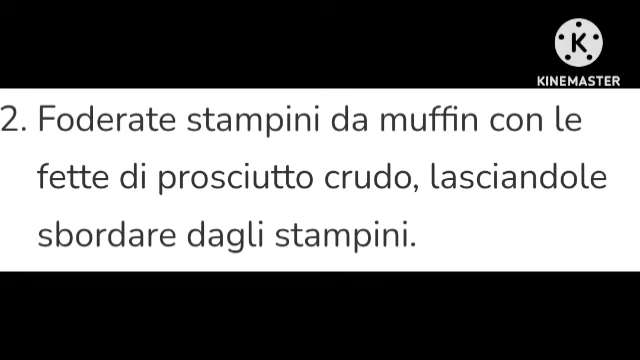 KINEMASTER
2. Foderate stampini da muffin con le
fette di prosciutto crudo, lasciandole
sbordare dagli stampini.